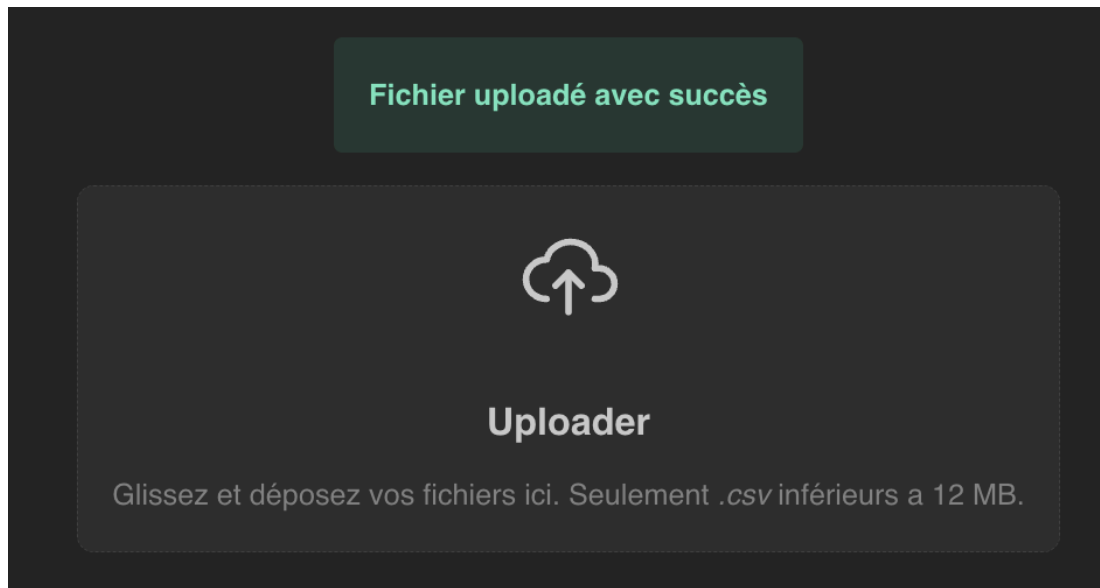 Fichier uploadé avec succès
Uploader
Glissez et déposez vos fichiers ici. Seulement .csv inférieurs a 12 MB.